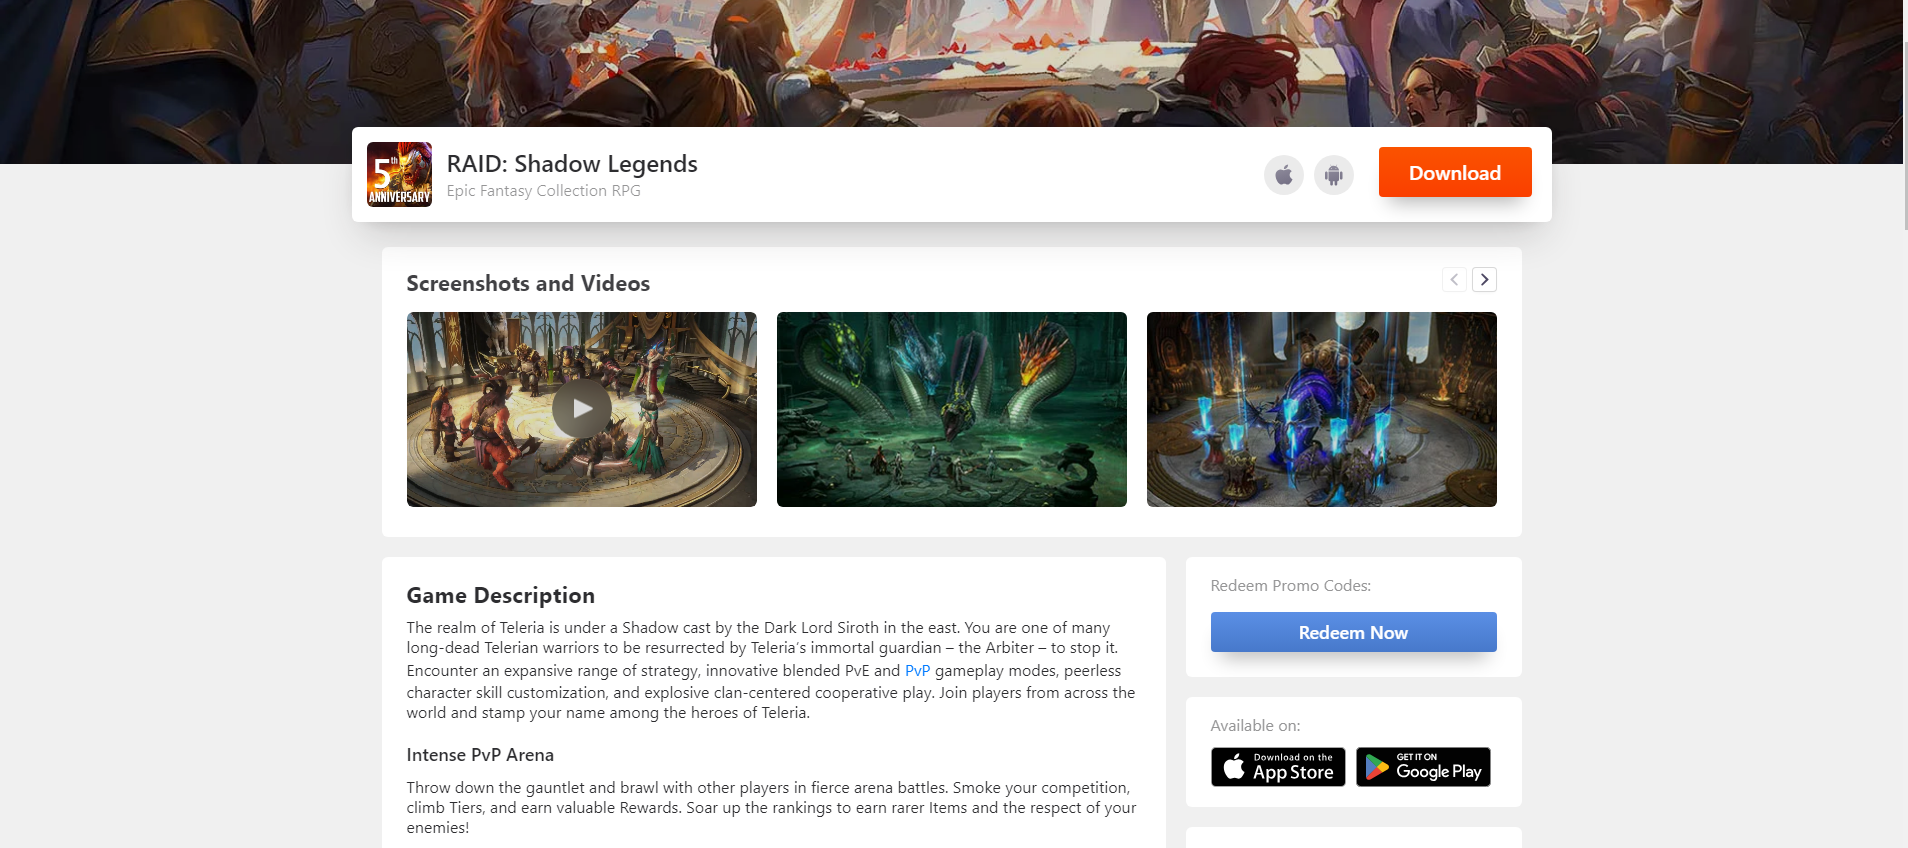 5th
ANNIVERSARY
RAID: Shadow Legends
Epic Fantasy Collection RPG
Download
Screenshots and Videos
Game Description
The realm of Teleria is under a Shadow cast by the Dark Lord Siroth in the east. You are one of many
long-dead Telerian warriors to be resurrected by Teleria's immortal guardian – the Arbiter – to stop it.
Encounter an expansive range of strategy, innovative blended PvE and PvP gameplay modes, peerless
character skill customization, and explosive clan-centered cooperative play. Join players from across the
world and stamp your name among the heroes of Teleria.
Intense PvP Arena
Throw down the gauntlet and brawl with other players in fierce arena battles. Smoke your competition,
climb Tiers, and earn valuable Rewards. Soar up the rankings to earn rarer Items and the respect of your
enemies!
Redeem Promo Codes:
Redeem Now
Available on:
Download on the
App Store
GET IT ON
Google Play